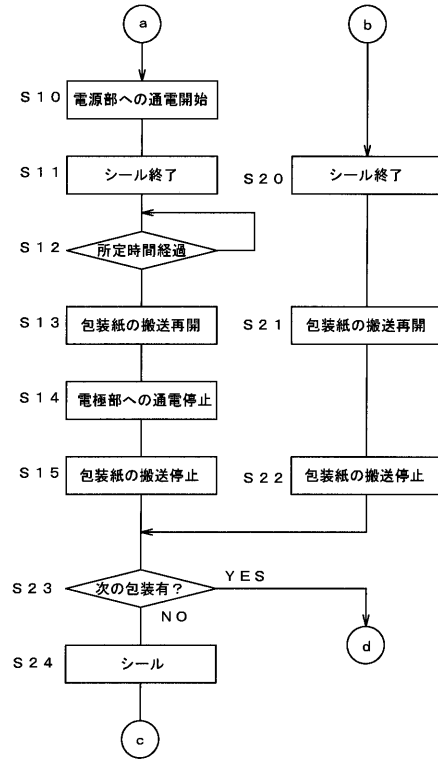 a
b
S10
電源部への通電開始
S11
シール終了
S20
シール終了
S12
所定時間経過
S13
包装紙の搬送再開
S21
包装紙の搬送再開
S14
電極部への通電停止
S15
包装紙の搬送停止
S22
包装紙の搬送停止
S23
次の包装有？
YES
NO
d
S24
シール
c